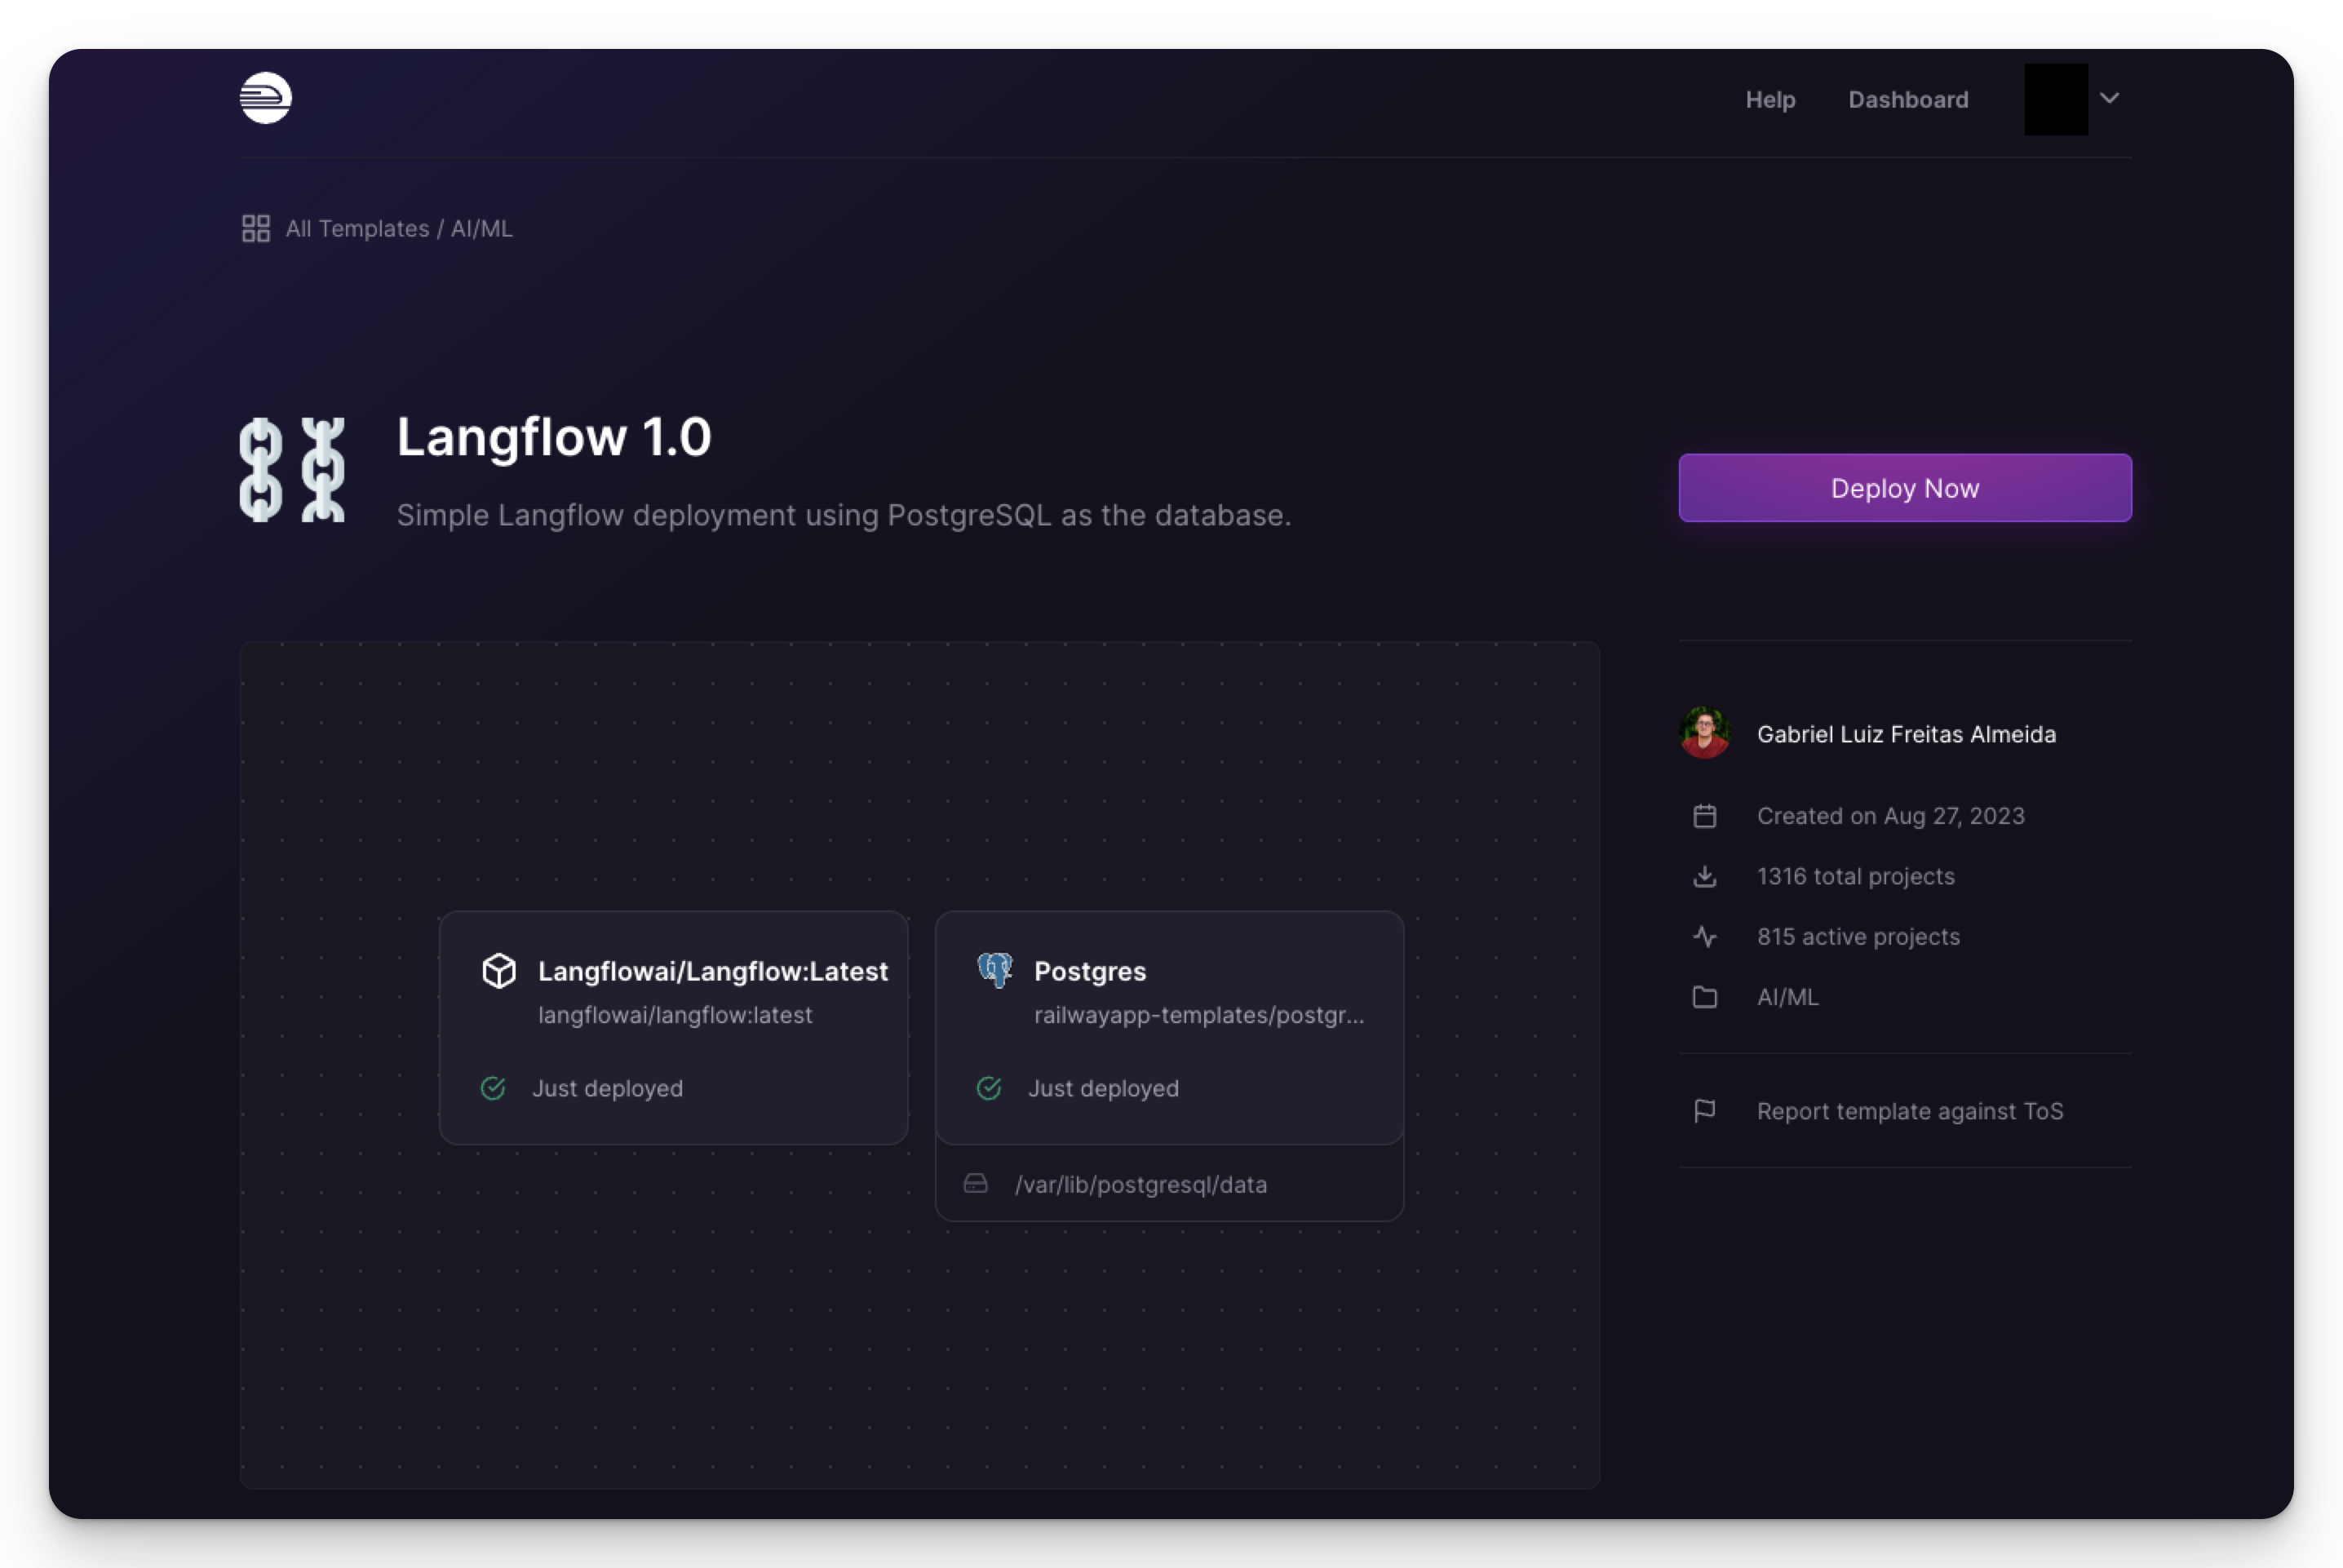 Help
Dashboard
All Templates / AI/ML
Langflow 1.0
Simple Langflow deployment using PostgreSQL as the database.
Deploy Now
Gabriel Luiz Freitas Almeida
Created on Aug 27, 2023
1316 total projects
815 active projects
AI/ML
Report template against ToS
Langflowai/Langflow:Latest
langflowai/langflow:latest
Just deployed
Postgres
railwayapp-templates/postgr...
Just deployed
/var/lib/postgresql/data